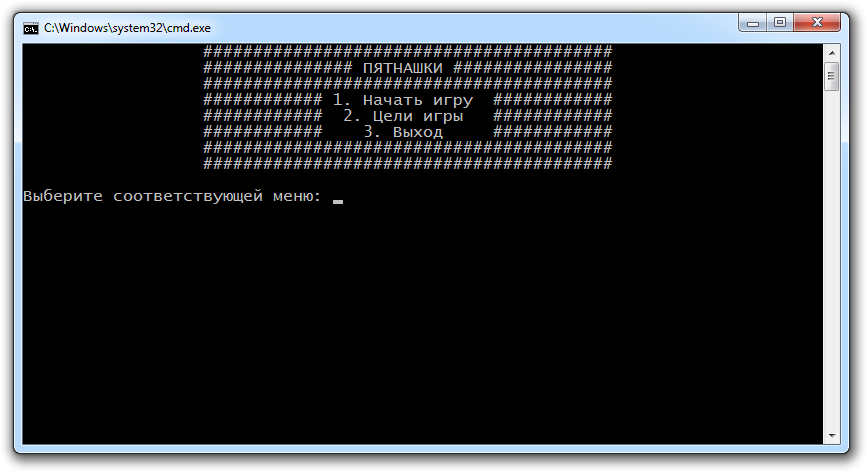 C:\Windows\system32\cmd.exe
#########################################
############### ПЯТНАШКИ ################
#########################################
############ 1. Начать игру  ############
############  2. Цели игры   ############
############    3. Выход     ############
#########################################
#########################################
Выберите соответствующей меню: